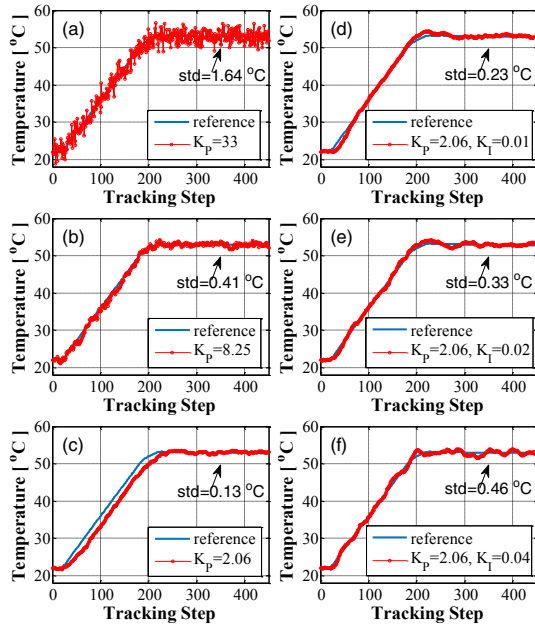 (a)
Temperature [ °C]
60
50
40
30
20
std=1.64 °C
reference
K_P=33
0 100 200 300 400
Tracking Step
(d)
Temperature [ °C]
60
50
40
30
20
std=0.23 °C
reference
K_P=2.06, K_I=0.01
0 100 200 300 400
Tracking Step
(b)
Temperature [ °C]
60
50
40
30
20
std=0.41 °C
reference
K_P=8.25
0 100 200 300 400
Tracking Step
(e)
Temperature [ °C]
60
50
40
30
20
std=0.33 °C
reference
K_P=2.06, K_I=0.02
0 100 200 300 400
Tracking Step
(c)
Temperature [ °C]
60
50
40
30
20
std=0.13 °C
reference
K_P=2.06
0 100 200 300 400
Tracking Step
(f)
Temperature [ °C]
60
50
40
30
20
std=0.46 °C
reference
K_P=2.06, K_I=0.04
0 100 200 300 400
Tracking Step